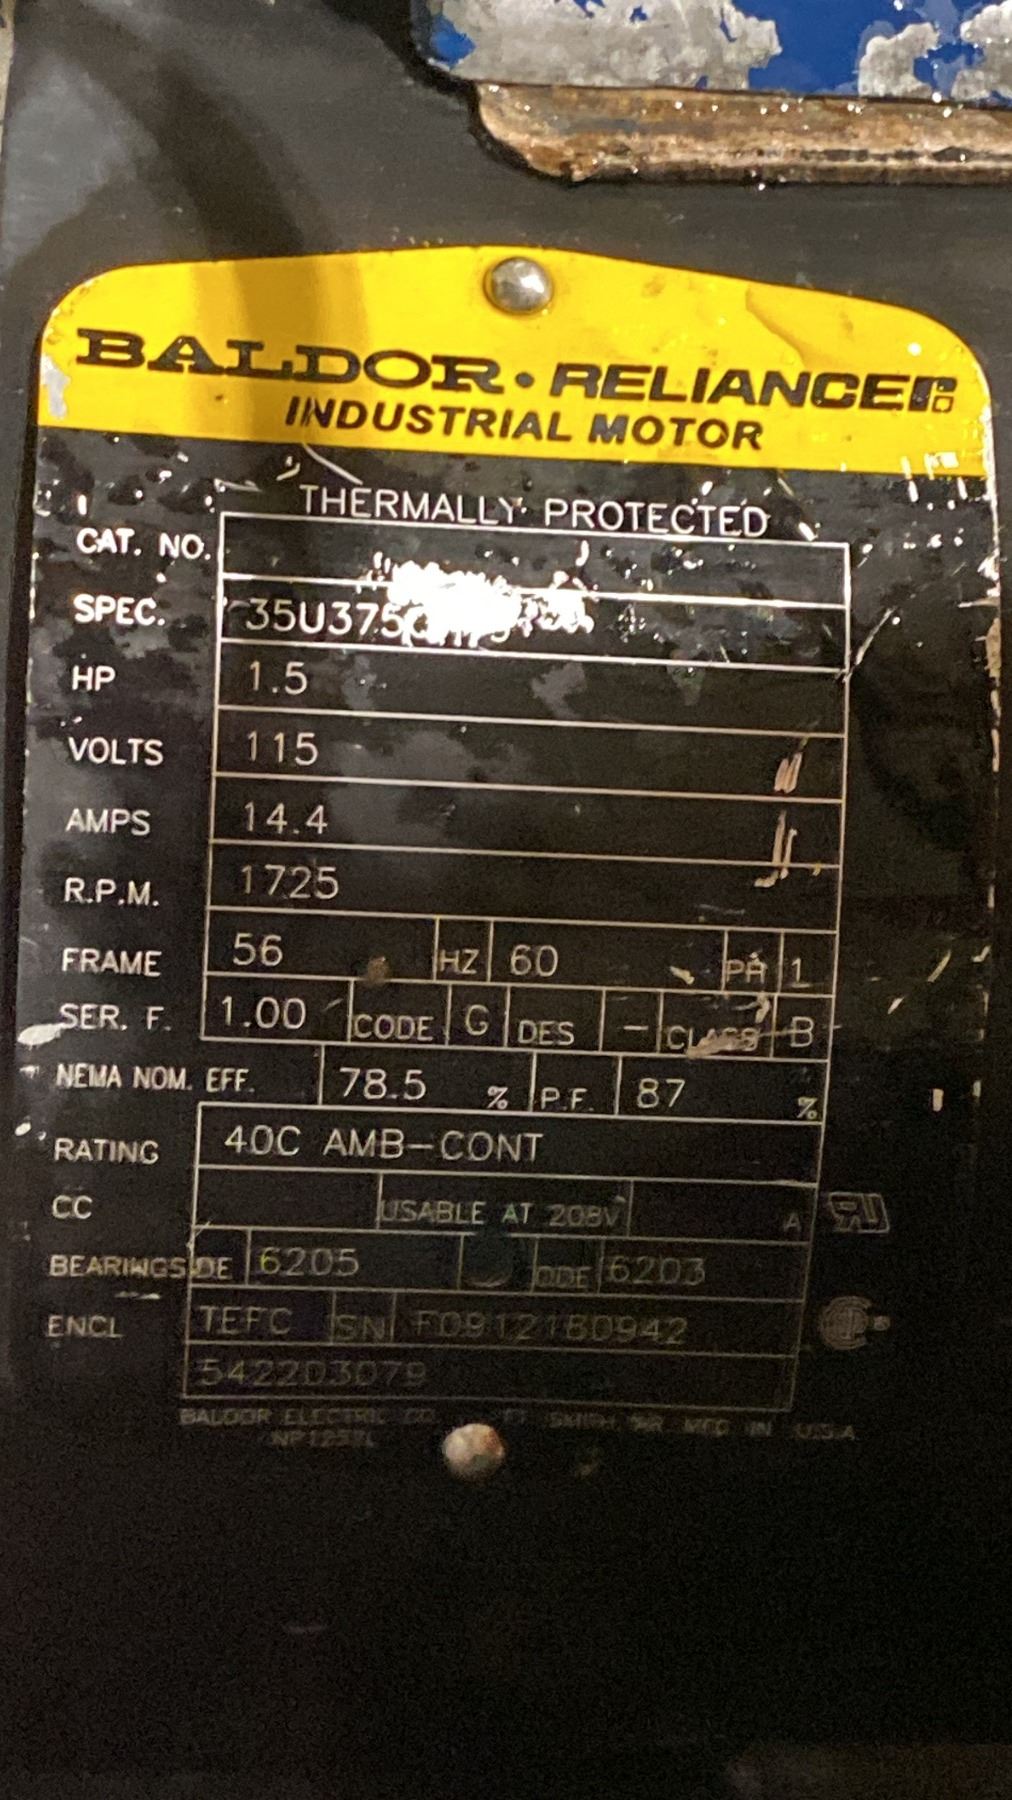 BALDOR • RELIANCER
INDUSTRIAL MOTOR
THERMALLY PROTECTED
CAT. NO.
SPEC. 35U375
HP 1.5
VOLTS 115
AMPS 14.4
R.P.M. 1725
FRAME 56 HZ 60 PH 1
SER. F. 1.00 CODE G DES - CLASS B
NEMA NOM. EFF. 78.5 % P.F. 87 %
RATING 40C AMB-CONT
CC USABLE AT 208V A
BEARINGS DE 6205 ODE 6203
ENCL TEFC SN F0912180942
5422D3079
BALDOR ELECTRIC CO. FT. SMITH, AR MFG IN U.S.A.